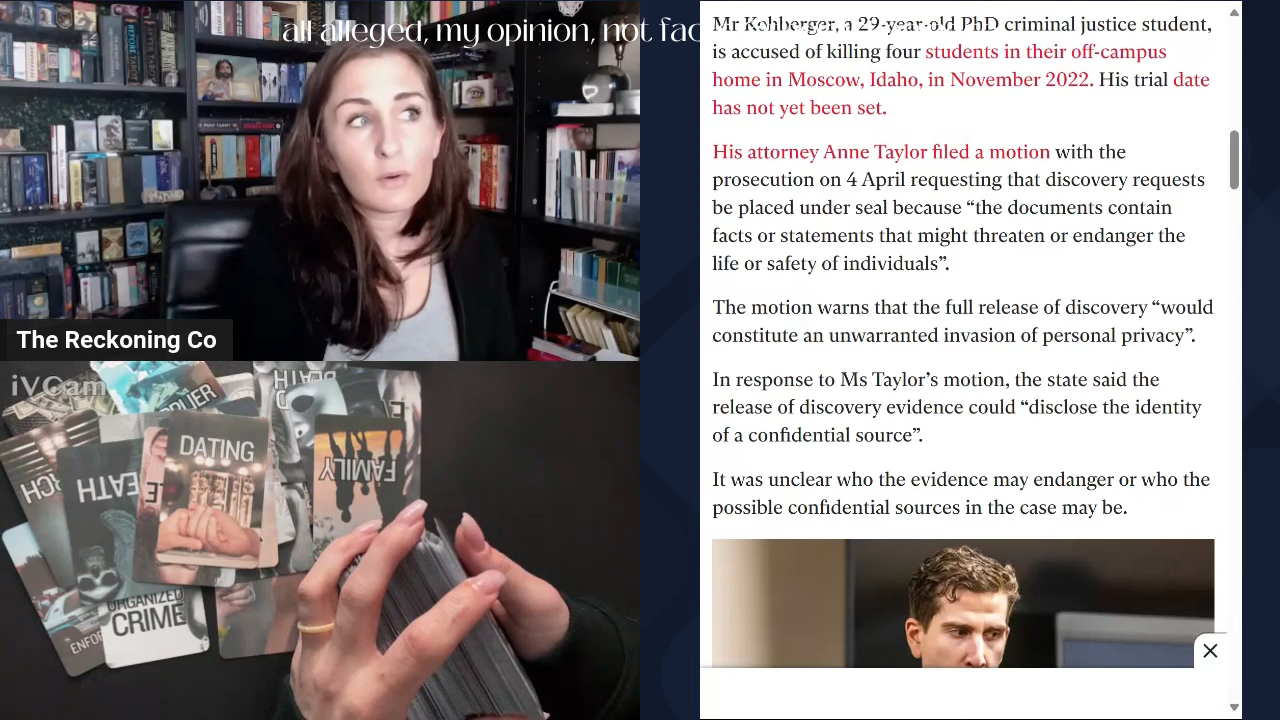 all alleged, my opinion, not fac
Mr Kohberger, a 29-year-old PhD criminal justice student,
is accused of killing four students in their off-campus
home in Moscow, Idaho, in November 2022. His trial date
has not yet been set.
His attorney Anne Taylor filed a motion with the
prosecution on 4 April requesting that discovery requests
be placed under seal because “the documents contain
facts or statements that might threaten or endanger the
life or safety of individuals”.
The motion warns that the full release of discovery “would
constitute an unwarranted invasion of personal privacy”.
In response to Ms Taylor’s motion, the state said the
release of discovery evidence could “disclose the identity
of a confidential source”.
It was unclear who the evidence may endanger or who the
possible confidential sources in the case may be.
The Reckoning Co
iVCam
DEATH
DATING
FAMILY
EATH
ORGANIZED
CRIME
ENFO